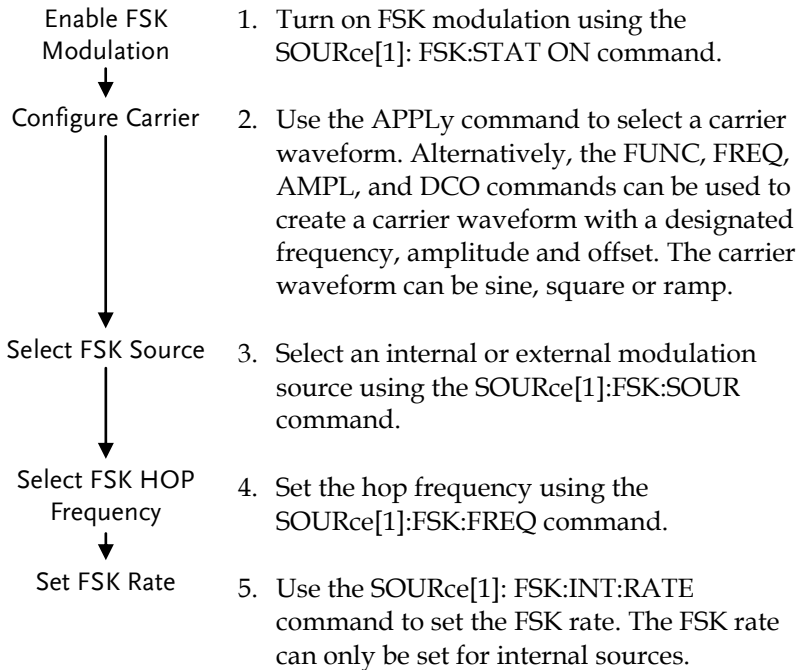 Enable FSK
Modulation
1. Turn on FSK modulation using the
SOURce[1]: FSK:STAT ON command.
Configure Carrier
2. Use the APPLy command to select a carrier
waveform. Alternatively, the FUNC, FREQ,
AMPL, and DCO commands can be used to
create a carrier waveform with a designated
frequency, amplitude and offset. The carrier
waveform can be sine, square or ramp.
Select FSK Source
3. Select an internal or external modulation
source using the SOURce[1]:FSK:SOUR
command.
Select FSK HOP
Frequency
4. Set the hop frequency using the
SOURce[1]:FSK:FREQ command.
Set FSK Rate
5. Use the SOURce[1]: FSK:INT:RATE
command to set the FSK rate. The FSK rate
can only be set for internal sources.